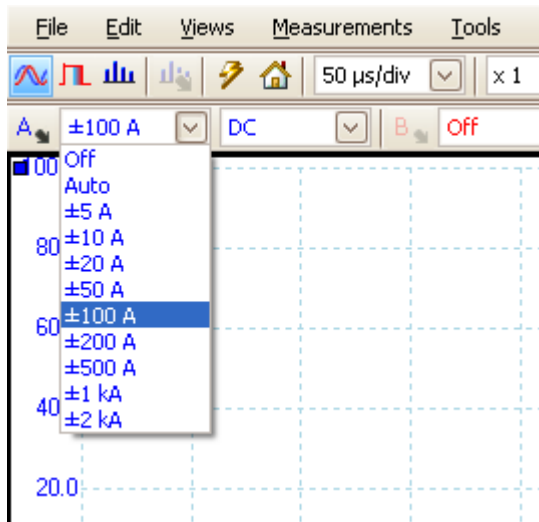 File Edit Views Measurements Tools
50 µs/div x 1
A ±100 A DC B Off
Off
Auto
±5 A
±10 A
±20 A
±50 A
±100 A
±200 A
±500 A
±1 kA
±2 kA
00
80
60
40
20.0